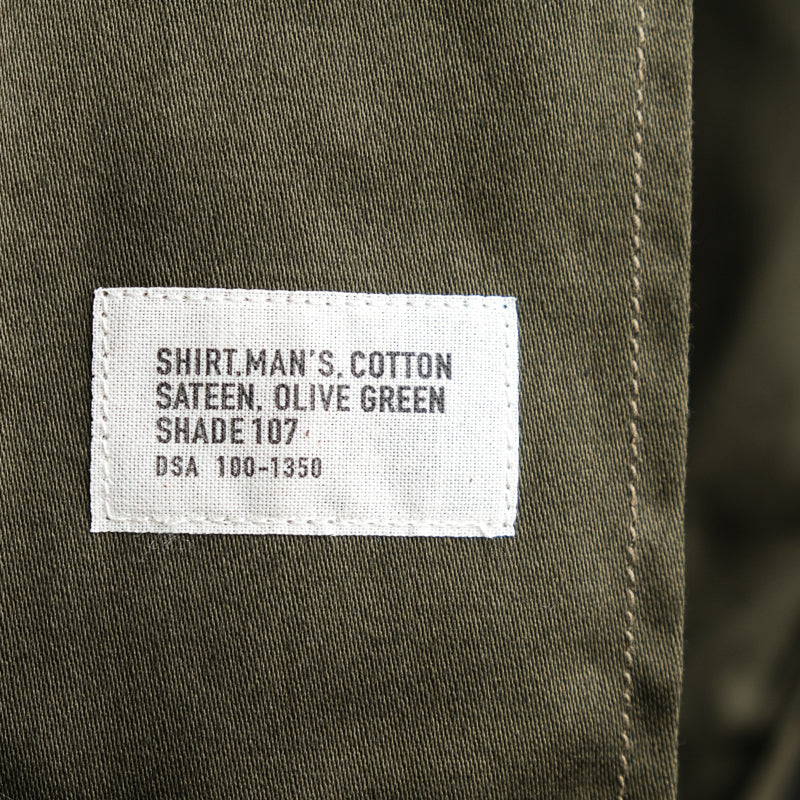 SHIRT.MAN'S, COTTON
SATEEN, OLIVE GREEN
SHADE 107
DSA 100-1350